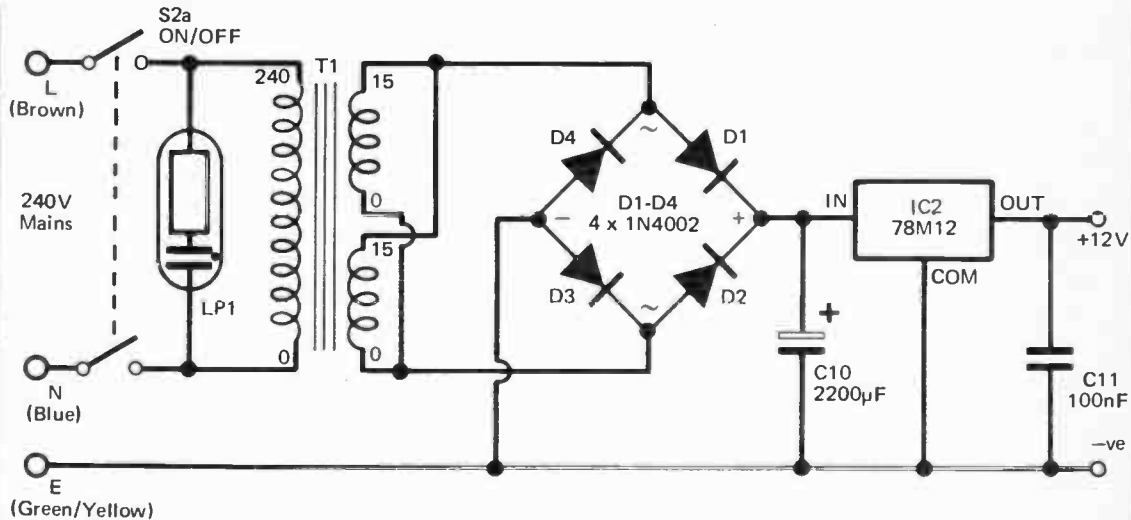 S2a
ON/OFF
L
(Brown)
240V
Mains
N
(Blue)
E
(Green/Yellow)
LP1
240
T1
0
15
0
15
0
D4
~
D1
−
D1-D4
4 x 1N4002
+
D3
~
D2
IN
IC2
78M12
OUT
COM
+12V
+
C10
2200µF
C11
100nF
−ve